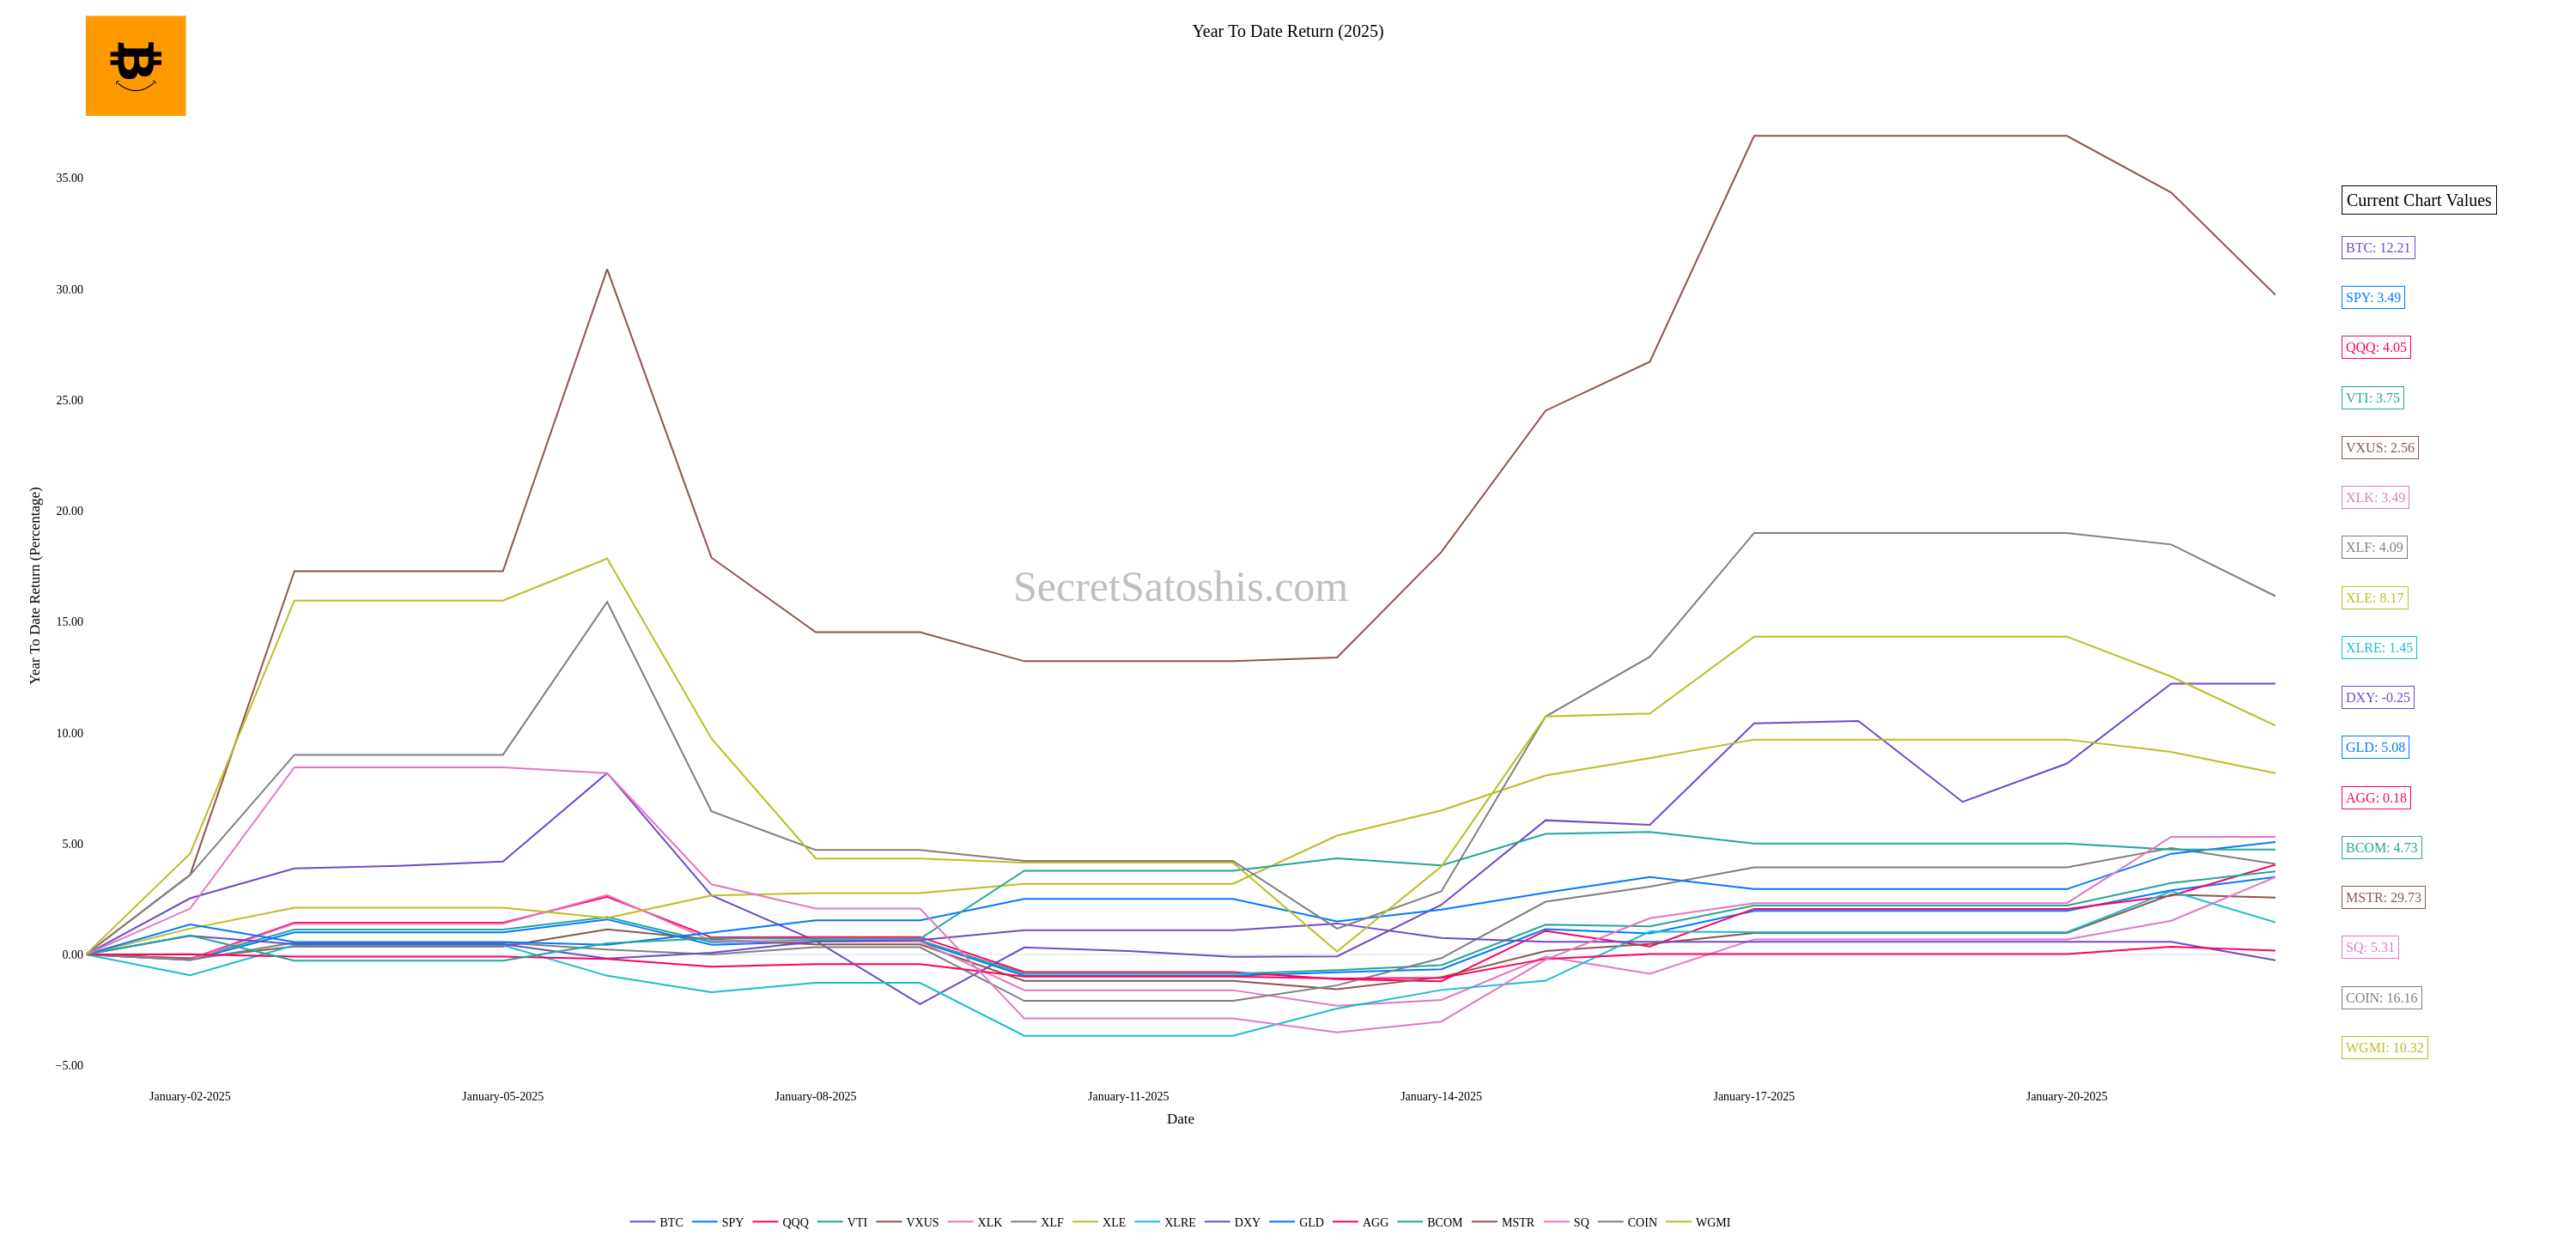 Year To Date Return (2025)
35.00
30.00
25.00
20.00
15.00
10.00
5.00
0.00
−5.00
Year To Date Return (Percentage)
SecretSatoshis.com
January-02-2025
January-05-2025
January-08-2025
January-11-2025
January-14-2025
January-17-2025
January-20-2025
Date
Current Chart Values
BTC: 12.21
SPY: 3.49
QQQ: 4.05
VTI: 3.75
VXUS: 2.56
XLK: 3.49
XLF: 4.09
XLE: 8.17
XLRE: 1.45
DXY: -0.25
GLD: 5.08
AGG: 0.18
BCOM: 4.73
MSTR: 29.73
SQ: 5.31
COIN: 16.16
WGMI: 10.32
BTC SPY QQQ VTI VXUS XLK XLF XLE XLRE DXY GLD AGG BCOM MSTR SQ COIN WGMI